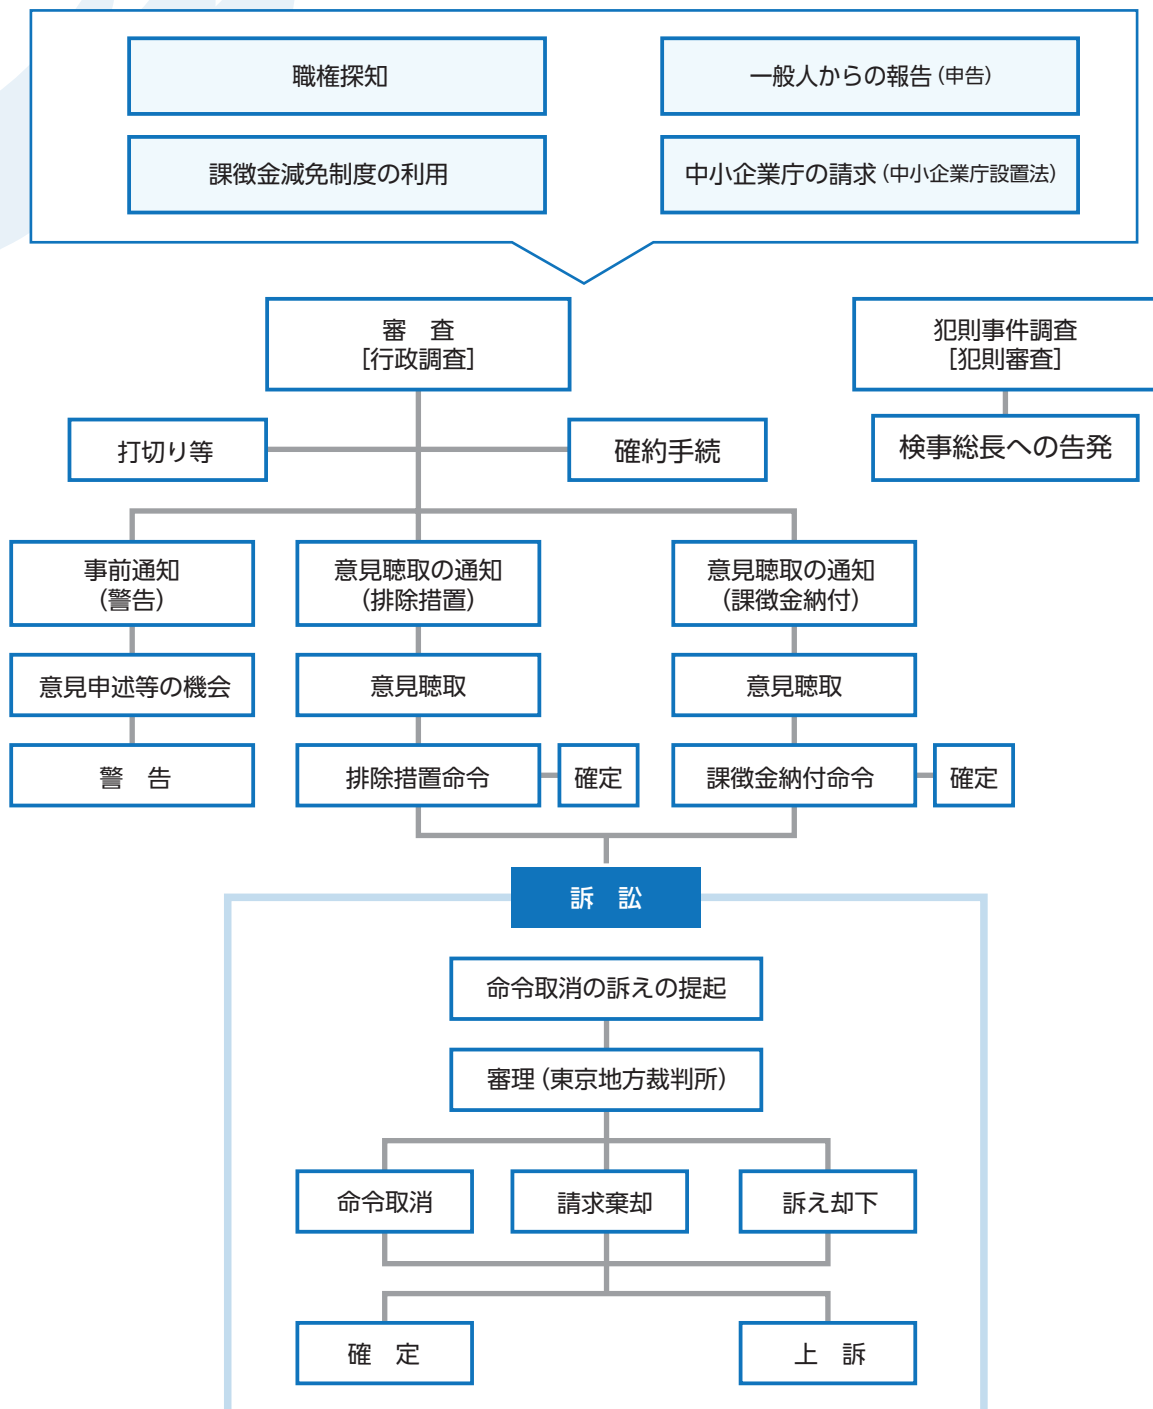 職権探知
一般人からの報告（申告）
課徴金減免制度の利用
中小企業庁の請求（中小企業庁設置法）
審　査
［行政調査］
犯則事件調査
［犯則審査］
打切り等
確約手続
検事総長への告発
事前通知
（警告）
意見聴取の通知
（排除措置）
意見聴取の通知
（課徴金納付）
意見申述等の機会
意見聴取
意見聴取
警　告
排除措置命令
確定
課徴金納付命令
確定
訴　訟
命令取消の訴えの提起
審理（東京地方裁判所）
命令取消
請求棄却
訴え却下
確　定
上　訴